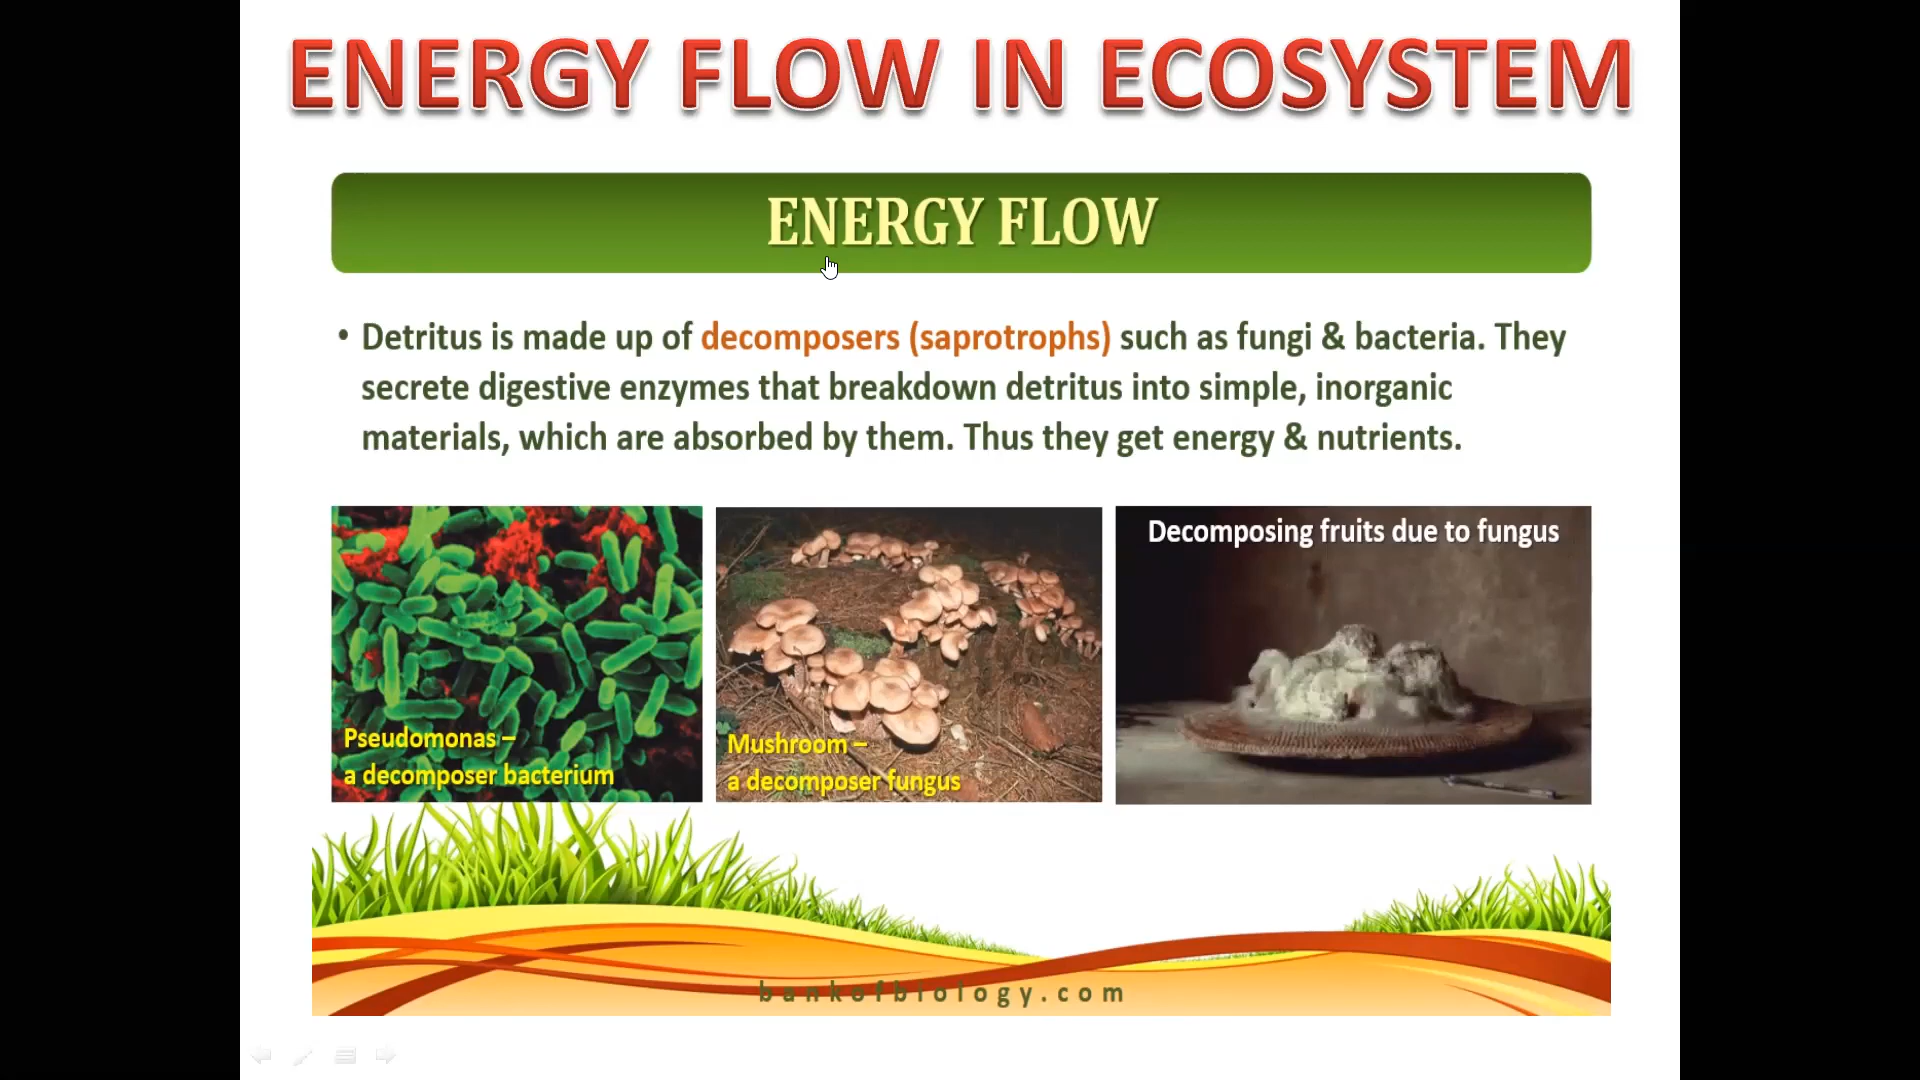 ENERGY FLOW IN ECOSYSTEM
ENERGY FLOW
• Detritus is made up of decomposers (saprotrophs) such as fungi & bacteria. They
secrete digestive enzymes that breakdown detritus into simple, inorganic
materials, which are absorbed by them. Thus they get energy & nutrients.
Pseudomonas –
a decomposer bacterium
Mushroom –
a decomposer fungus
Decomposing fruits due to fungus
bankofbiology.com